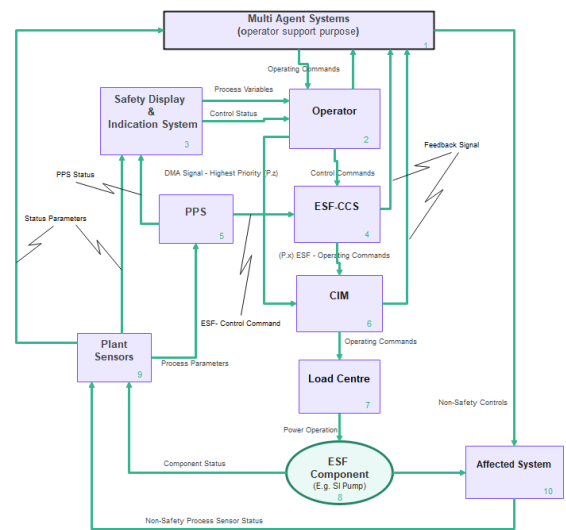 Multi Agent Systems
(operator support purpose)
1
Operating Commands
Safety Display
&
Indication System
3
Process Variables
Control Status
Operator
2
Feedback Signal
PPS Status
DMA Signal - Highest Priority (P.z)
Control Commands
Status Parameters
PPS
5
ESF-CCS
4
(P.x) ESF - Operating Commands
CIM
6
ESF- Control Command
Plant
Sensors
9
Process Parameters
Operating Commands
Load Centre
7
Non-Safety Controls
Power Operation
Component Status
ESF
Component
(E.g. SI Pump)
8
Affected System
10
Non-Safety Process Sensor Status